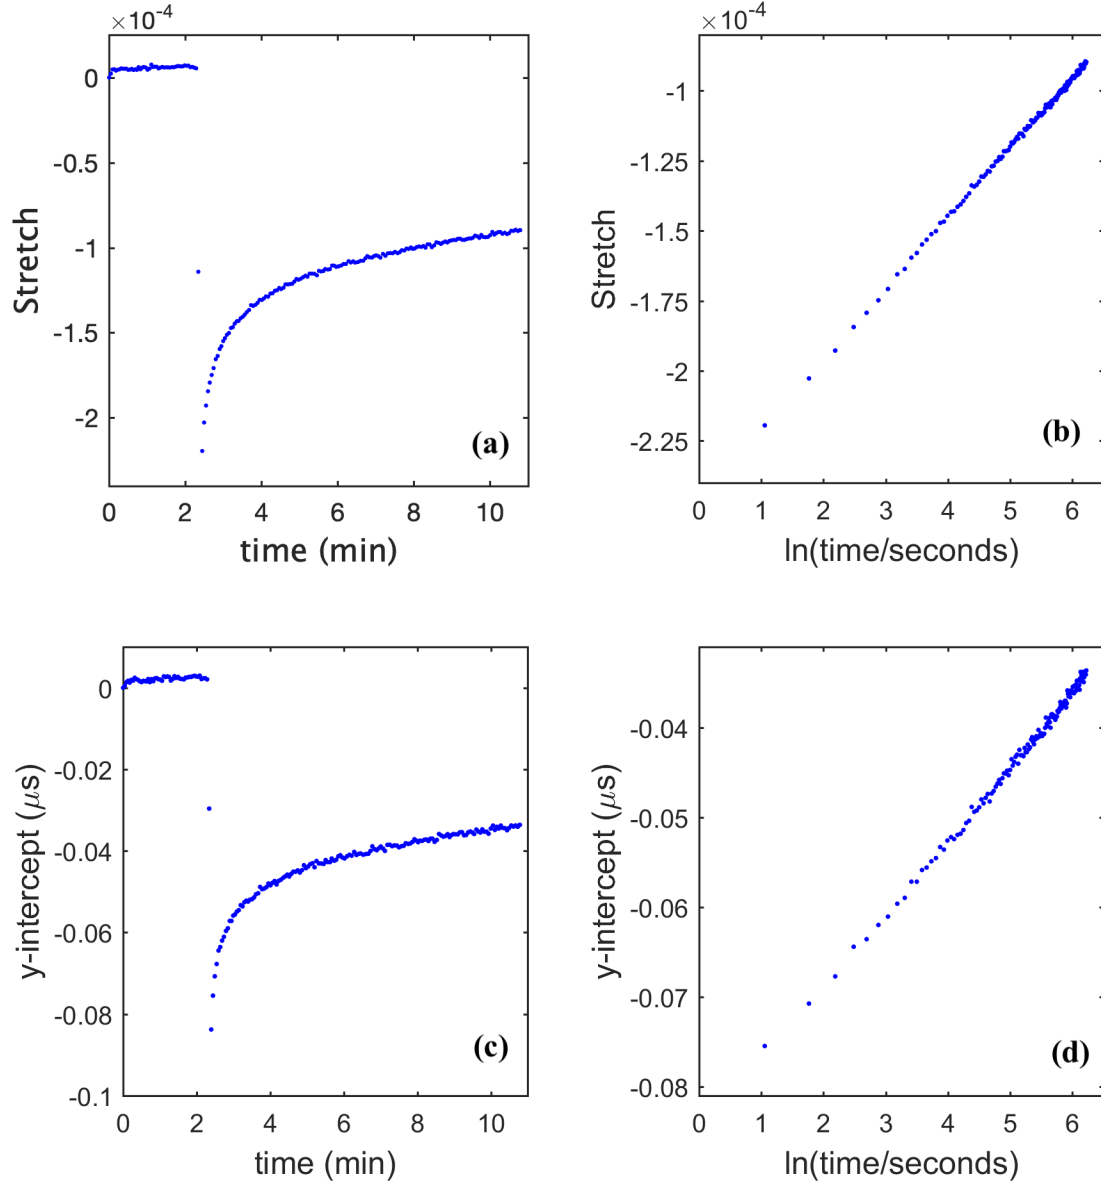 ×10⁻⁴
0
-0.5
-1
-1.5
-2
Stretch
(a)
0 2 4 6 8 10
time (min)
×10⁻⁴
-1
-1.25
-1.5
-1.75
-2
-2.25
Stretch
(b)
0 1 2 3 4 5 6
ln(time/seconds)
0
-0.02
-0.04
-0.06
-0.08
-0.1
y-intercept (μs)
(c)
0 2 4 6 8 10
time (min)
-0.04
-0.05
-0.06
-0.07
-0.08
y-intercept (μs)
(d)
0 1 2 3 4 5 6
ln(time/seconds)